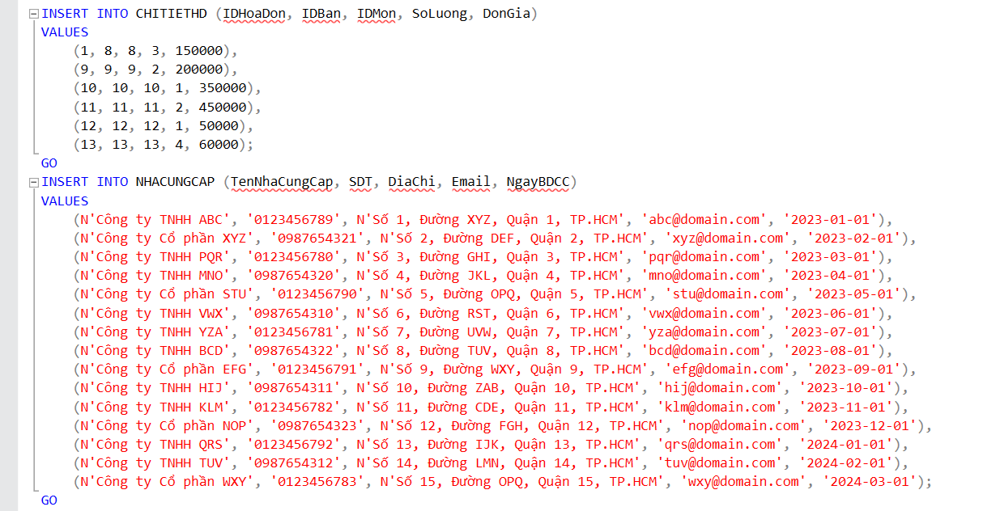 INSERT INTO CHITIETHD (IDHoaDon, IDBan, IDMon, SoLuong, DonGia)
VALUES
(1, 8, 8, 3, 150000),
(9, 9, 9, 2, 200000),
(10, 10, 10, 1, 350000),
(11, 11, 11, 2, 450000),
(12, 12, 12, 1, 50000),
(13, 13, 13, 4, 60000);
GO
INSERT INTO NHACUNGCAP (TenNhaCungCap, SDT, DiaChi, Email, NgayBDCC)
VALUES
(N'Công ty TNHH ABC', '0123456789', N'Số 1, Đường XYZ, Quận 1, TP.HCM', 'abc@domain.com', '2023-01-01'),
(N'Công ty Cổ phần XYZ', '0987654321', N'Số 2, Đường DEF, Quận 2, TP.HCM', 'xyz@domain.com', '2023-02-01'),
(N'Công ty TNHH PQR', '0123456780', N'Số 3, Đường GHI, Quận 3, TP.HCM', 'pqr@domain.com', '2023-03-01'),
(N'Công ty TNHH MNO', '0987654320', N'Số 4, Đường JKL, Quận 4, TP.HCM', 'mno@domain.com', '2023-04-01'),
(N'Công ty Cổ phần STU', '0123456790', N'Số 5, Đường OPQ, Quận 5, TP.HCM', 'stu@domain.com', '2023-05-01'),
(N'Công ty TNHH VWX', '0987654310', N'Số 6, Đường RST, Quận 6, TP.HCM', 'vwx@domain.com', '2023-06-01'),
(N'Công ty TNHH YZA', '0123456781', N'Số 7, Đường UVW, Quận 7, TP.HCM', 'yza@domain.com', '2023-07-01'),
(N'Công ty TNHH BCD', '0987654322', N'Số 8, Đường TUV, Quận 8, TP.HCM', 'bcd@domain.com', '2023-08-01'),
(N'Công ty Cổ phần EFG', '0123456791', N'Số 9, Đường WXY, Quận 9, TP.HCM', 'efg@domain.com', '2023-09-01'),
(N'Công ty TNHH HIJ', '0987654311', N'Số 10, Đường ZAB, Quận 10, TP.HCM', 'hij@domain.com', '2023-10-01'),
(N'Công ty TNHH KLM', '0123456782', N'Số 11, Đường CDE, Quận 11, TP.HCM', 'klm@domain.com', '2023-11-01'),
(N'Công ty Cổ phần NOP', '0987654323', N'Số 12, Đường FGH, Quận 12, TP.HCM', 'nop@domain.com', '2023-12-01'),
(N'Công ty TNHH QRS', '0123456792', N'Số 13, Đường IJK, Quận 13, TP.HCM', 'qrs@domain.com', '2024-01-01'),
(N'Công ty TNHH TUV', '0987654312', N'Số 14, Đường LMN, Quận 14, TP.HCM', 'tuv@domain.com', '2024-02-01'),
(N'Công ty Cổ phần WXY', '0123456783', N'Số 15, Đường OPQ, Quận 15, TP.HCM', 'wxy@domain.com', '2024-03-01');
GO